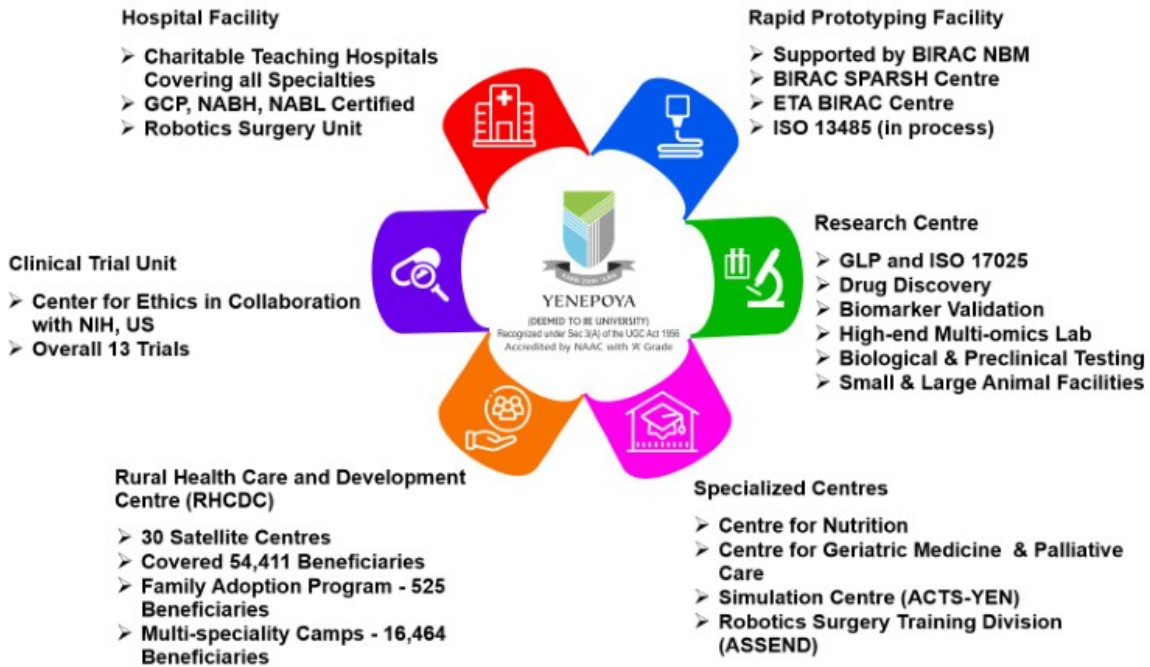 Hospital Facility
➢ Charitable Teaching Hospitals
Covering all Specialties
➢ GCP, NABH, NABL Certified
➢ Robotics Surgery Unit
Rapid Prototyping Facility
➢ Supported by BIRAC NBM
➢ BIRAC SPARSH Centre
➢ ETA BIRAC Centre
➢ ISO 13485 (in process)
Clinical Trial Unit
➢ Center for Ethics in Collaboration
with NIH, US
➢ Overall 13 Trials
YENEPOYA
(DEEMED TO BE UNIVERSITY)
Recognized under Sec 3(A) of the UGC Act 1956
Accredited by NAAC with 'A' Grade
Research Centre
➢ GLP and ISO 17025
➢ Drug Discovery
➢ Biomarker Validation
➢ High-end Multi-omics Lab
➢ Biological & Preclinical Testing
➢ Small & Large Animal Facilities
Rural Health Care and Development
Centre (RHCDC)
➢ 30 Satellite Centres
➢ Covered 54,411 Beneficiaries
➢ Family Adoption Program - 525
Beneficiaries
➢ Multi-speciality Camps - 16,464
Beneficiaries
Specialized Centres
➢ Centre for Nutrition
➢ Centre for Geriatric Medicine & Palliative
Care
➢ Simulation Centre (ACTS-YEN)
➢ Robotics Surgery Training Division
(ASSEND)